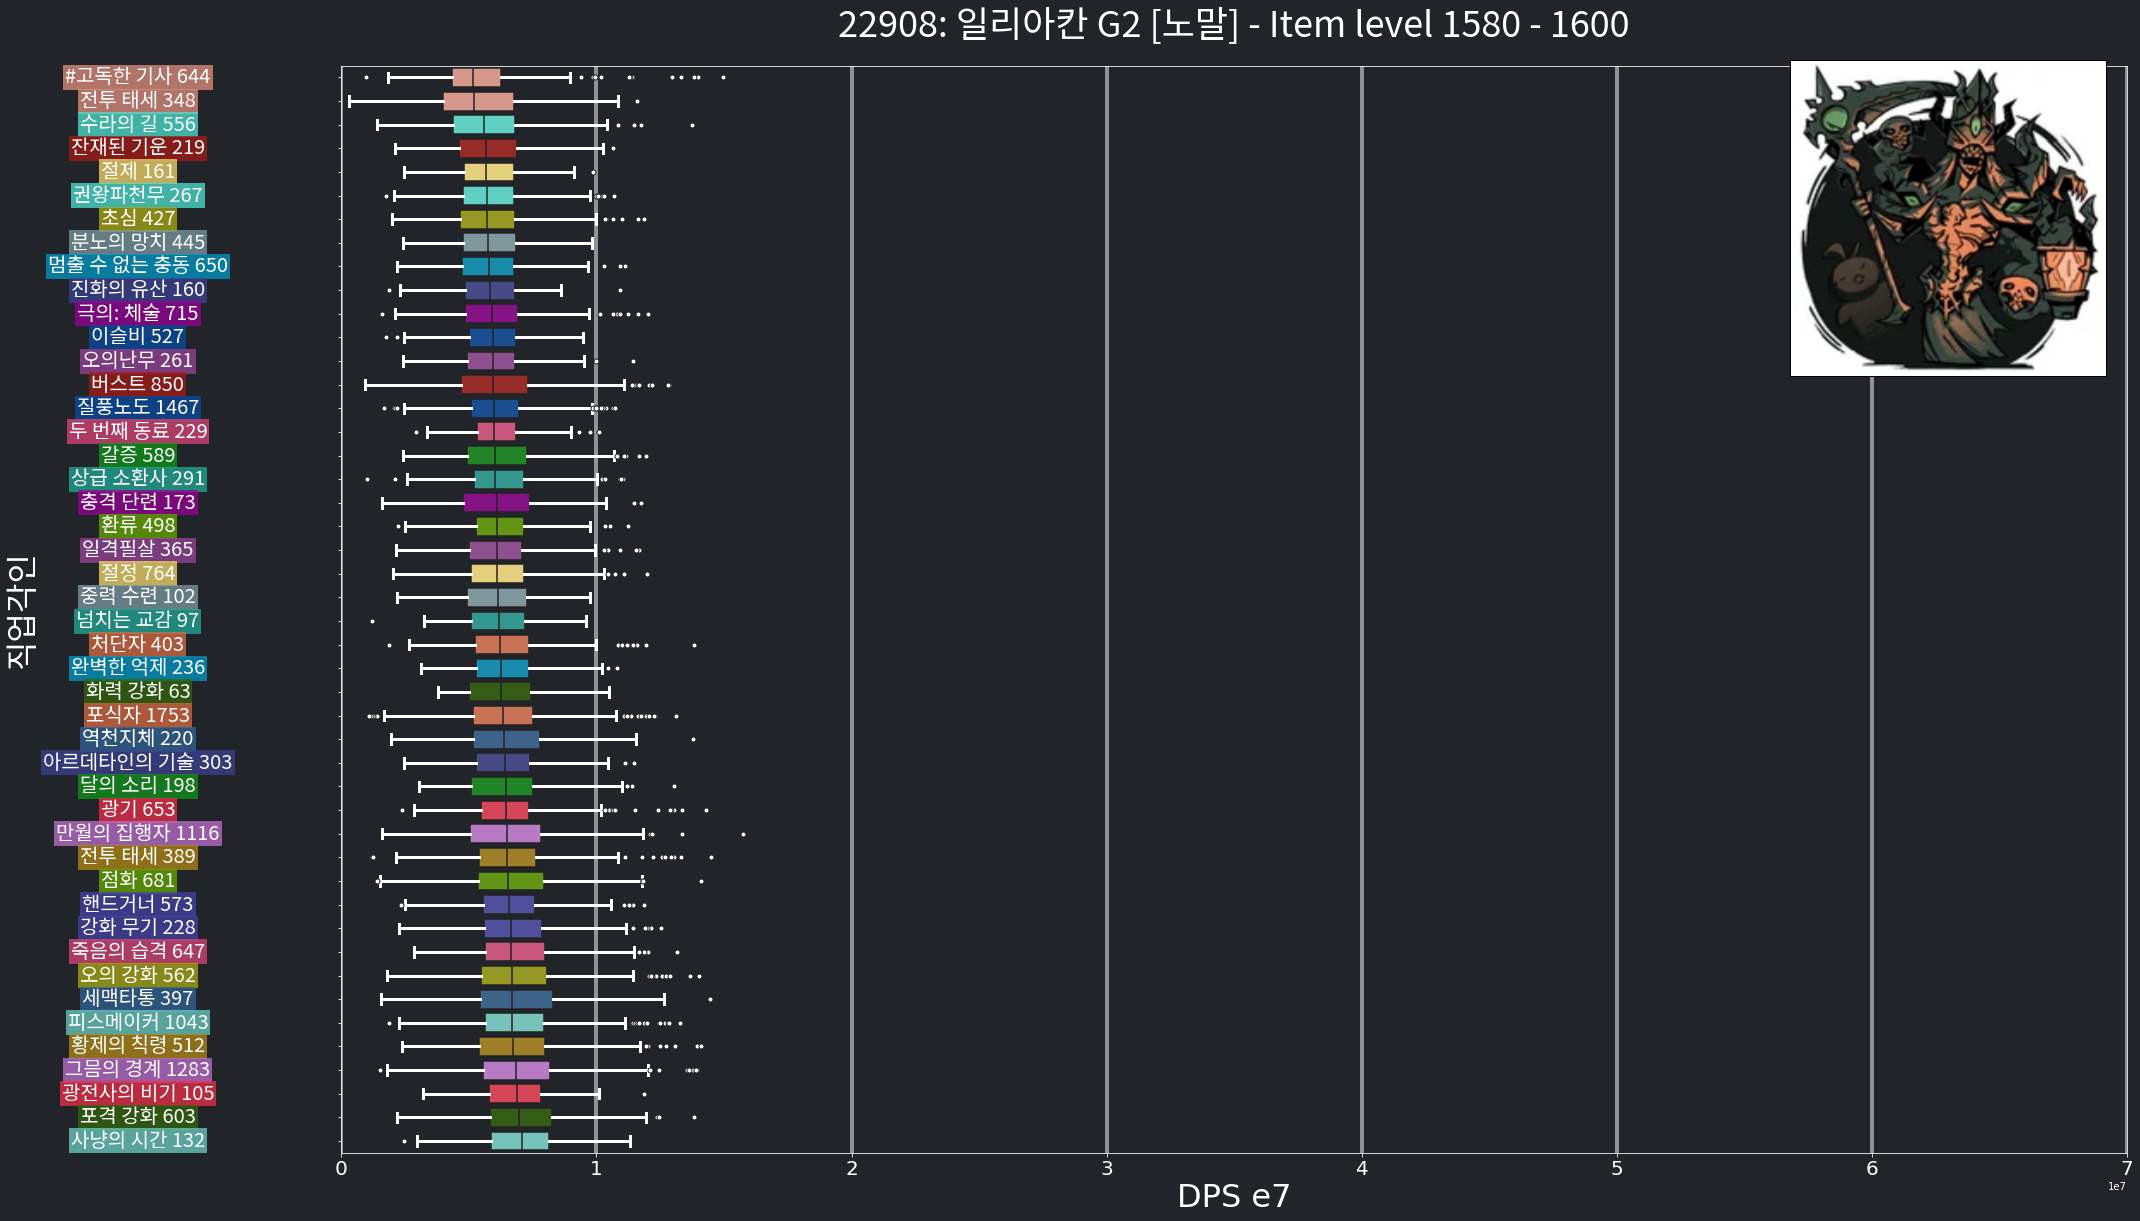 22908: 일리아칸 G2 [노말] - Item level 1580 - 1600
#고독한 기사 644
전투 태세 348
수라의 길 556
잔재된 기운 219
절제 161
권왕파천무 267
초심 427
분노의 망치 445
멈출 수 없는 충동 650
진화의 유산 160
극의: 체술 715
이슬비 527
오의난무 261
버스트 850
질풍노도 1467
두 번째 동료 229
갈증 589
상급 소환사 291
충격 단련 173
환류 498
일격필살 365
절정 764
중력 수련 102
넘치는 교감 97
처단자 403
완벽한 억제 236
화력 강화 63
포식자 1753
역천지체 220
아르데타인의 기술 303
달의 소리 198
광기 653
만월의 집행자 1116
전투 태세 389
점화 681
핸드거너 573
강화 무기 228
죽음의 습격 647
오의 강화 562
세맥타통 397
피스메이커 1043
황제의 칙령 512
그믐의 경계 1283
광전사의 비기 105
포격 강화 603
사냥의 시간 132
직업각인
0 1 2 3 4 5 6 7
1e7
DPS e7